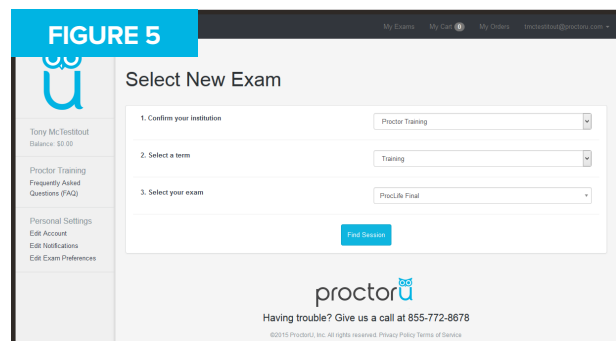 FIGURE 5
My Exams My Cart 0 My Orders tmctestitout@proctoru.com
Select New Exam
1. Confirm your institution
Proctor Training
2. Select a term
Training
3. Select your exam
ProcLife Final
Find Session
Tony McTestitout
Balance: $0.00
Proctor Training
Frequently Asked
Questions (FAQ)
Personal Settings
Edit Account
Edit Notifications
Edit Exam Preferences
proctoru
Having trouble? Give us a call at 855-772-8678
©2015 ProctorU, Inc. All rights reserved. Privacy Policy Terms of Service